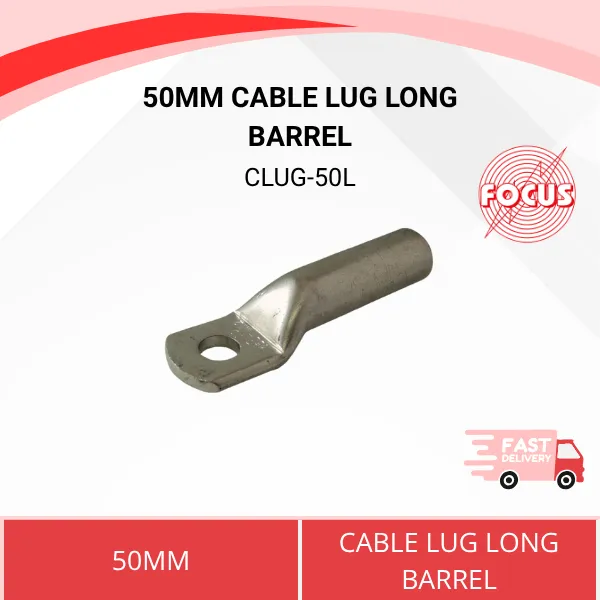 50MM CABLE LUG LONG
BARREL
CLUG-50L
FOCUS
FAST
DELIVERY
50MM
CABLE LUG LONG
BARREL